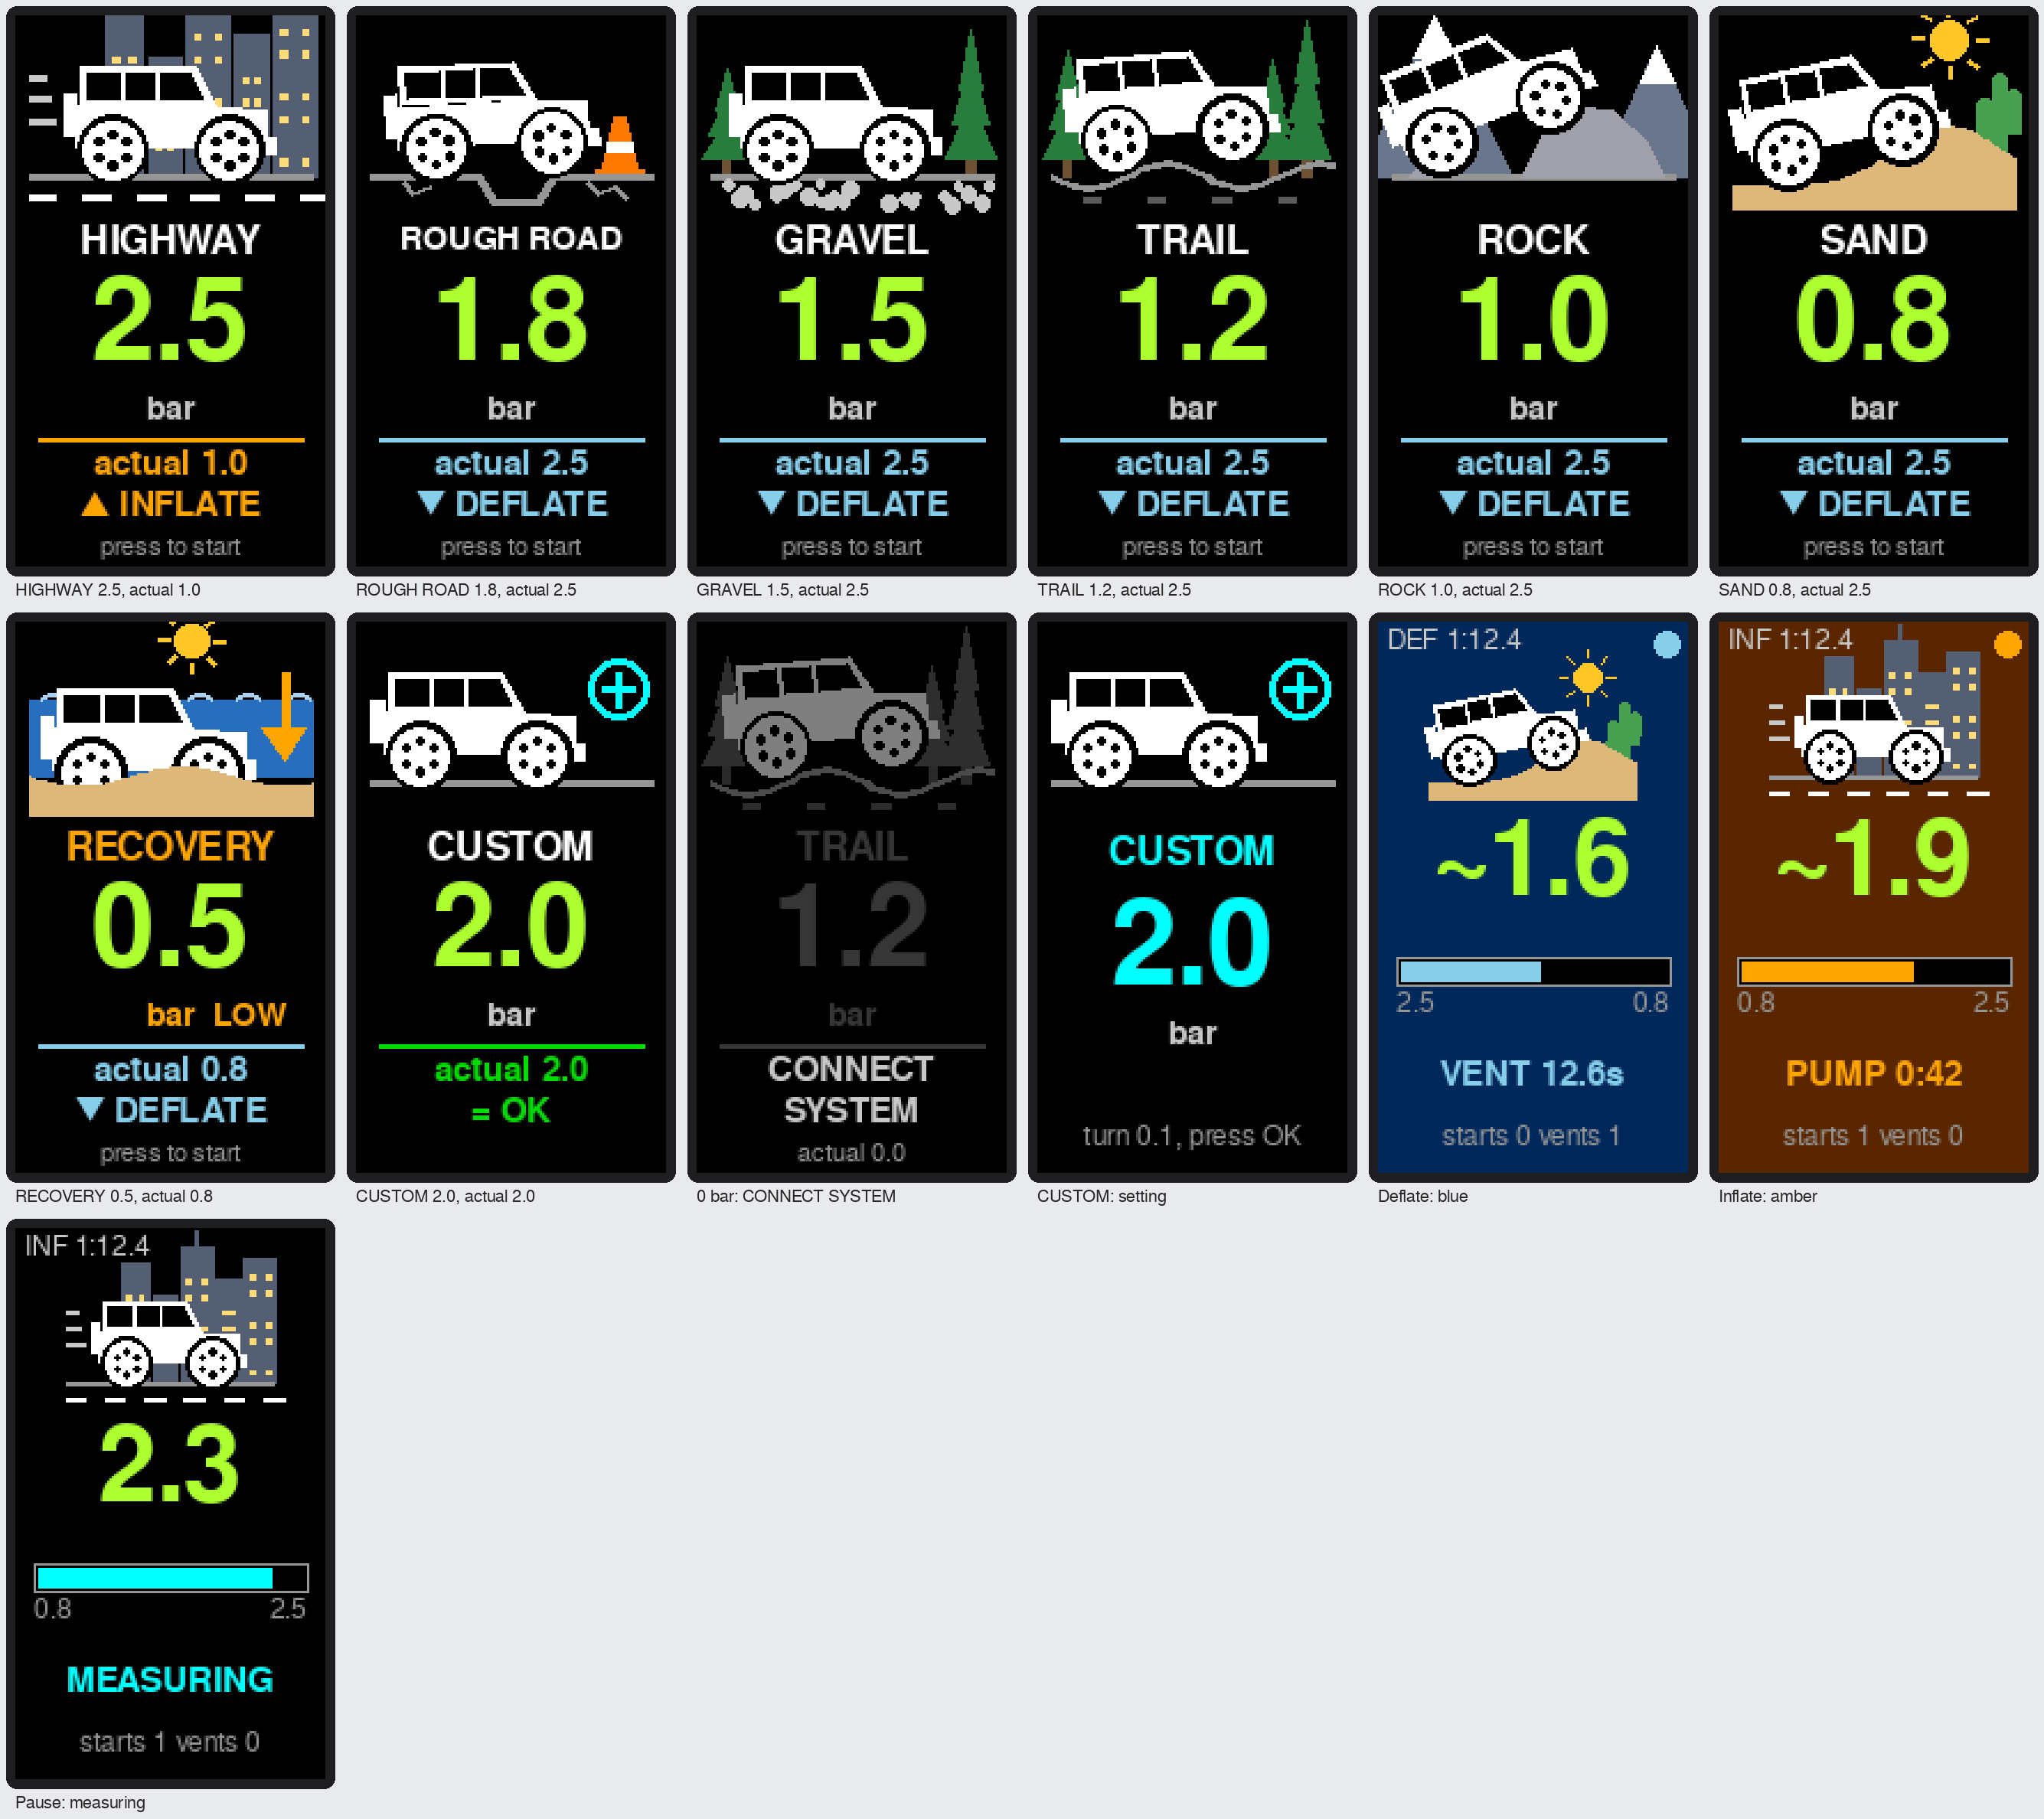 HIGHWAY
2.5
bar
actual 1.0
▲ INFLATE
press to start
HIGHWAY 2.5, actual 1.0
ROUGH ROAD
1.8
bar
actual 2.5
▼ DEFLATE
press to start
ROUGH ROAD 1.8, actual 2.5
GRAVEL
1.5
bar
actual 2.5
▼ DEFLATE
press to start
GRAVEL 1.5, actual 2.5
TRAIL
1.2
bar
actual 2.5
▼ DEFLATE
press to start
TRAIL 1.2, actual 2.5
ROCK
1.0
bar
actual 2.5
▼ DEFLATE
press to start
ROCK 1.0, actual 2.5
SAND
0.8
bar
actual 2.5
▼ DEFLATE
press to start
SAND 0.8, actual 2.5
RECOVERY
0.5
bar LOW
actual 0.8
▼ DEFLATE
press to start
RECOVERY 0.5, actual 0.8
CUSTOM
2.0
bar
actual 2.0
= OK
CUSTOM 2.0, actual 2.0
TRAIL
1.2
bar
CONNECT
SYSTEM
actual 0.0
0 bar: CONNECT SYSTEM
CUSTOM
2.0
bar
turn 0.1, press OK
CUSTOM: setting
DEF 1:12.4
~1.6
2.5 0.8
VENT 12.6s
starts 0 vents 1
Deflate: blue
INF 1:12.4
~1.9
0.8 2.5
PUMP 0:42
starts 1 vents 0
Inflate: amber
INF 1:12.4
2.3
0.8 2.5
MEASURING
starts 1 vents 0
Pause: measuring